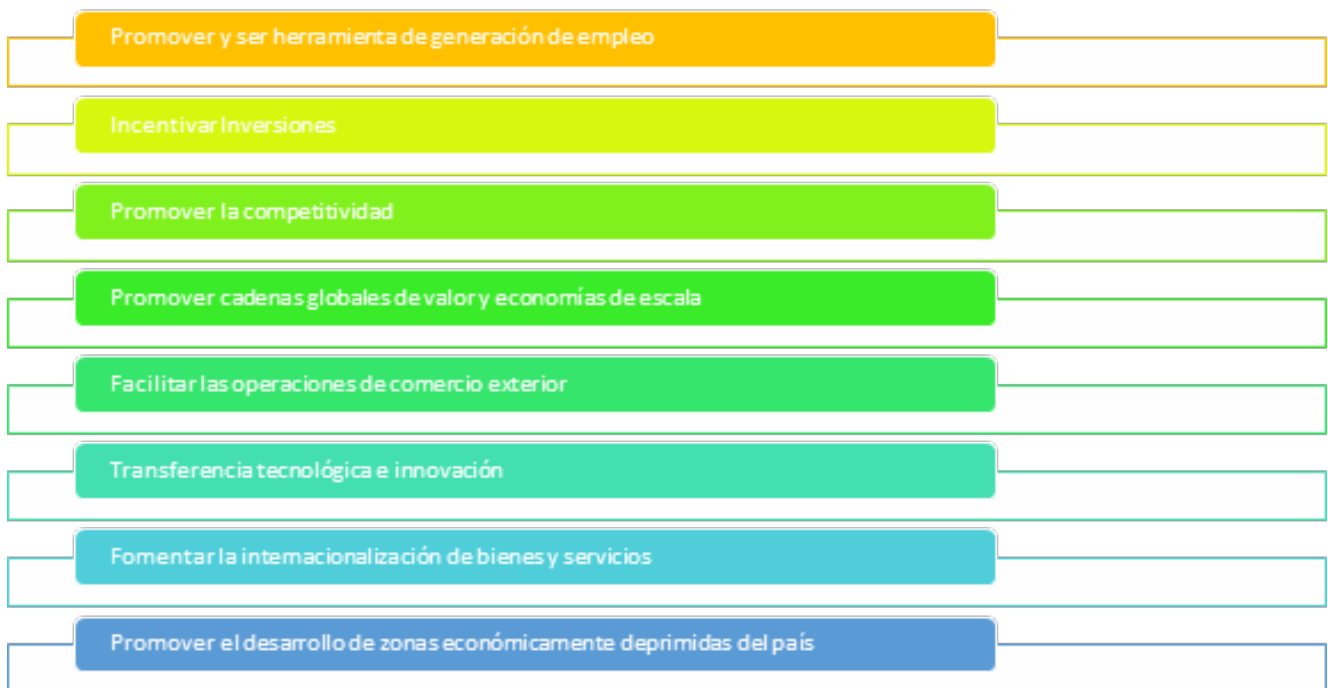 Promover y ser herramienta de generación de empleo
Incentivar Inversiones
Promover la competitividad
Promover cadenas globales de valor y economías de escala
Facilitar las operaciones de comercio exterior
Transferencia tecnológica e innovación
Fomentar la internacionalización de bienes y servicios
Promover el desarrollo de zonas económicamente deprimidas del país